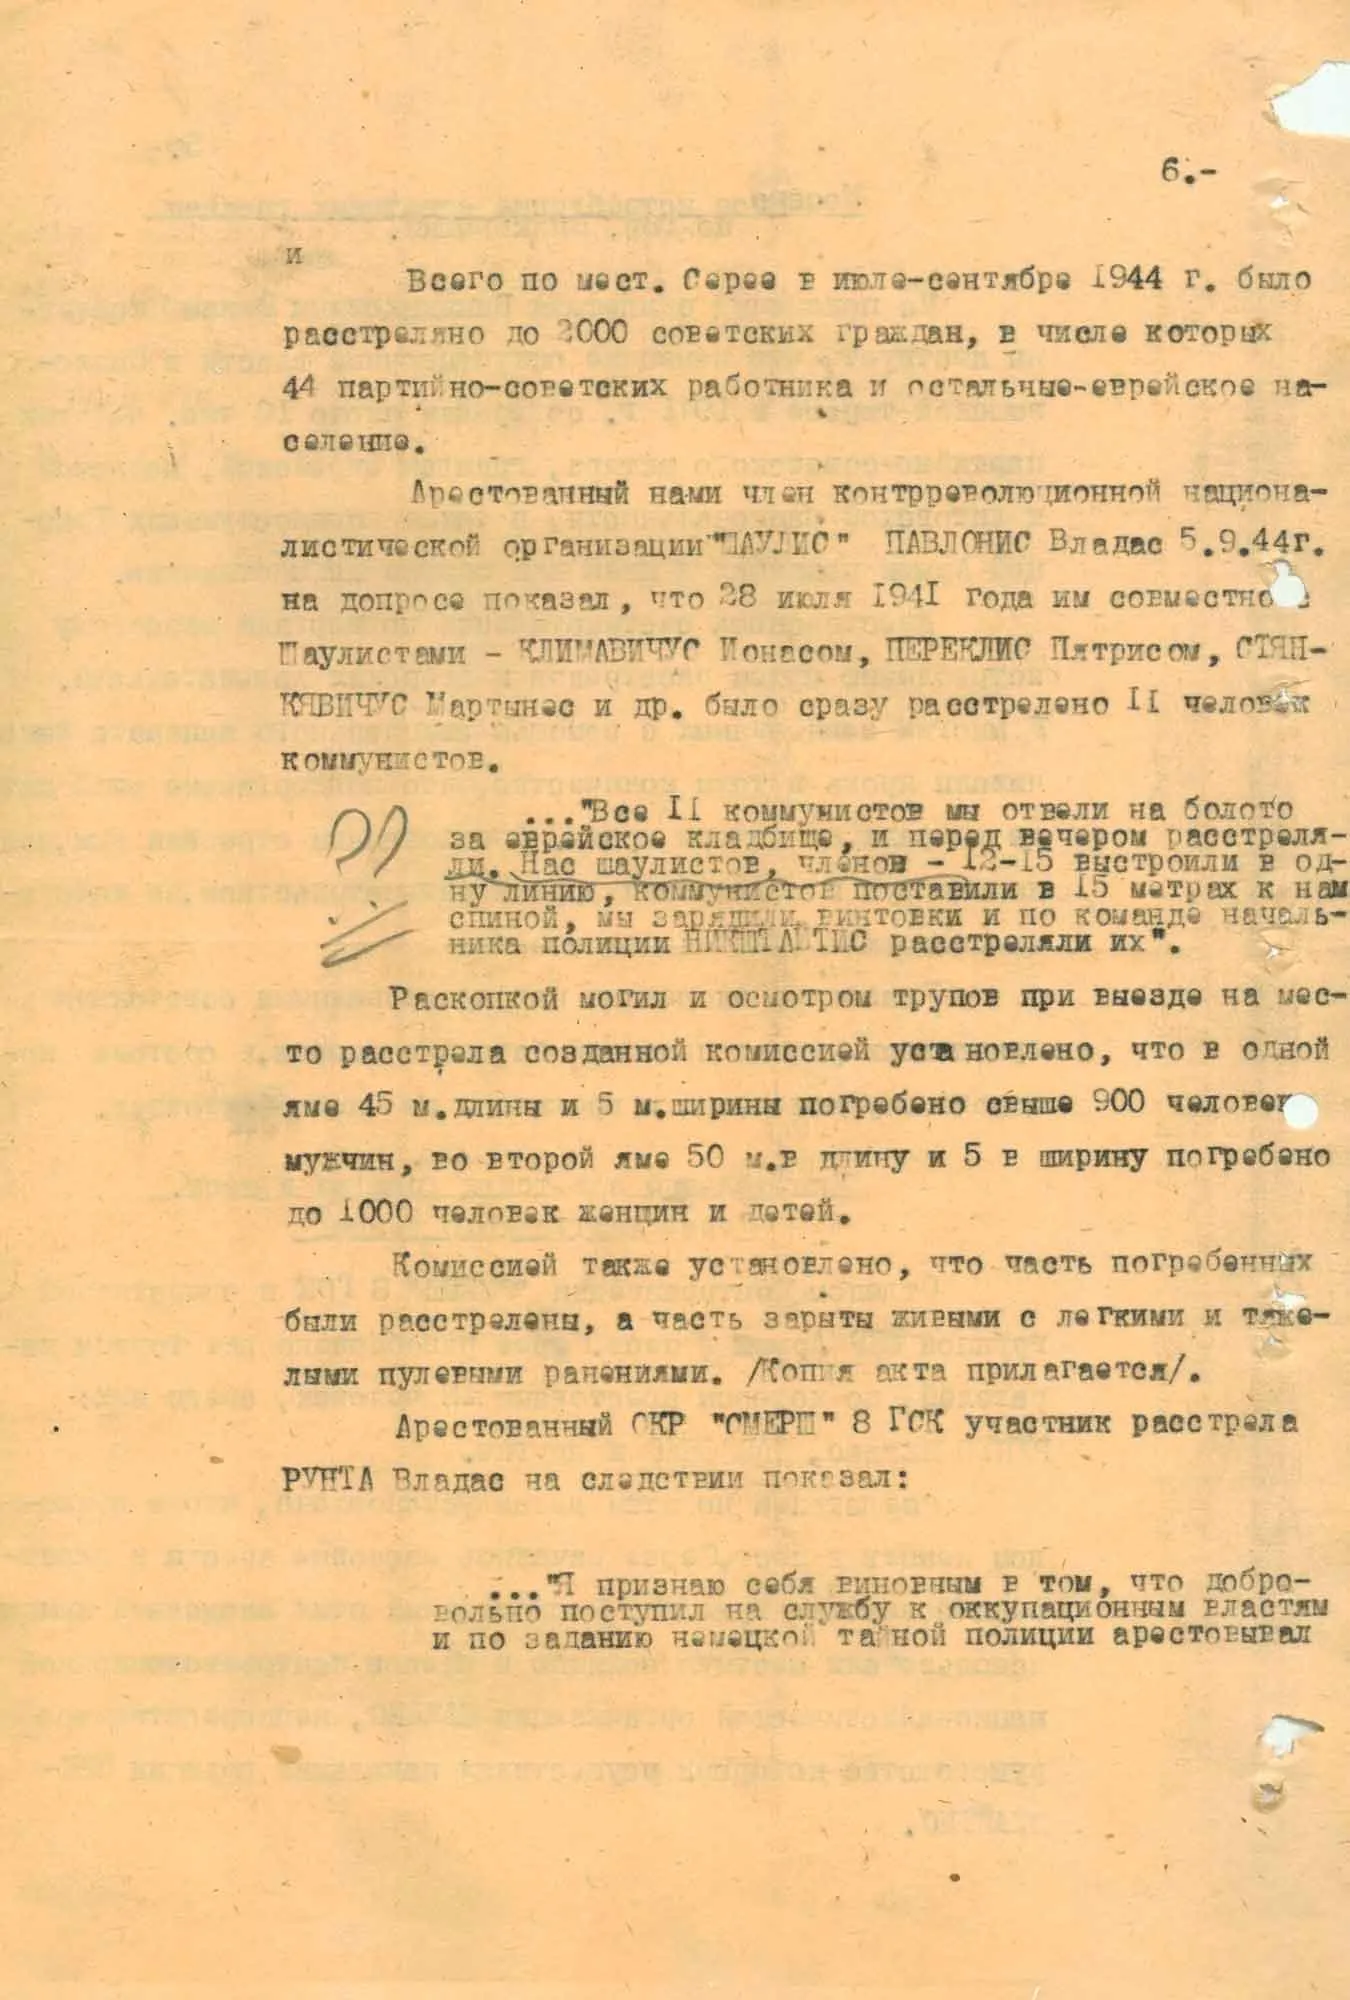 6.-
и
Всего по мест. Серее в июле-сентябре 1944 г. было
расстреляно до 2000 советских граждан, в числе которых
44 партийно-советских работника и остальные-еврейское на-
селение.
Арестованный нами член контрреволюционной национа-
листической организации "ШАУЛИС" ПАВЛОНИС Владас 5.9.44г.
на допросе показал, что 28 июля 1941 года им совместно с
Шаулистами - КЛИМАВИЧУС Ионасом, ПЕРЕКЛИС Пятрисом, СТЯН-
КЯВИЧУС Мартынес и др. было сразу расстрелено II человек
коммунистов.
..."Все II коммунистов мы отвели на болото
за еврейское кладбище, и перед вечером расстреля-
ли. Нас шаулистов, членов - 12-15 выстроили в од-
ну линию, коммунистов поставили в 15 метрах к нам
спиной, мы зарядили винтовки и по команде началь-
ника полиции расстреляли их".
Раскопкой могил и осмотром трупов при выезде на мес-
то расстрела созданной комиссией установлено, что в одной
яме 45 м.длины и 5 м.ширины погребено свыше 900 человек
мужчин, во второй яме 50 м.в длину и 5 в ширину погребено
до 1000 человек женщин и детей.
Комиссией также установлено, что часть погребенных
были расстрелены, а часть зарыты живыми с легкими и тяже-
лыми пулевыми ранениями. /Копия акта прилагается/.
Арестованный ОКР "СМЕРШ" 8 ГСК участник расстрела
РУНТА Владас на следствии показал:
..."Я признаю себя виновным в том, что добро-
вольно поступил на службу к оккупационным властям
и по заданию немецкой тайной полиции арестовывал